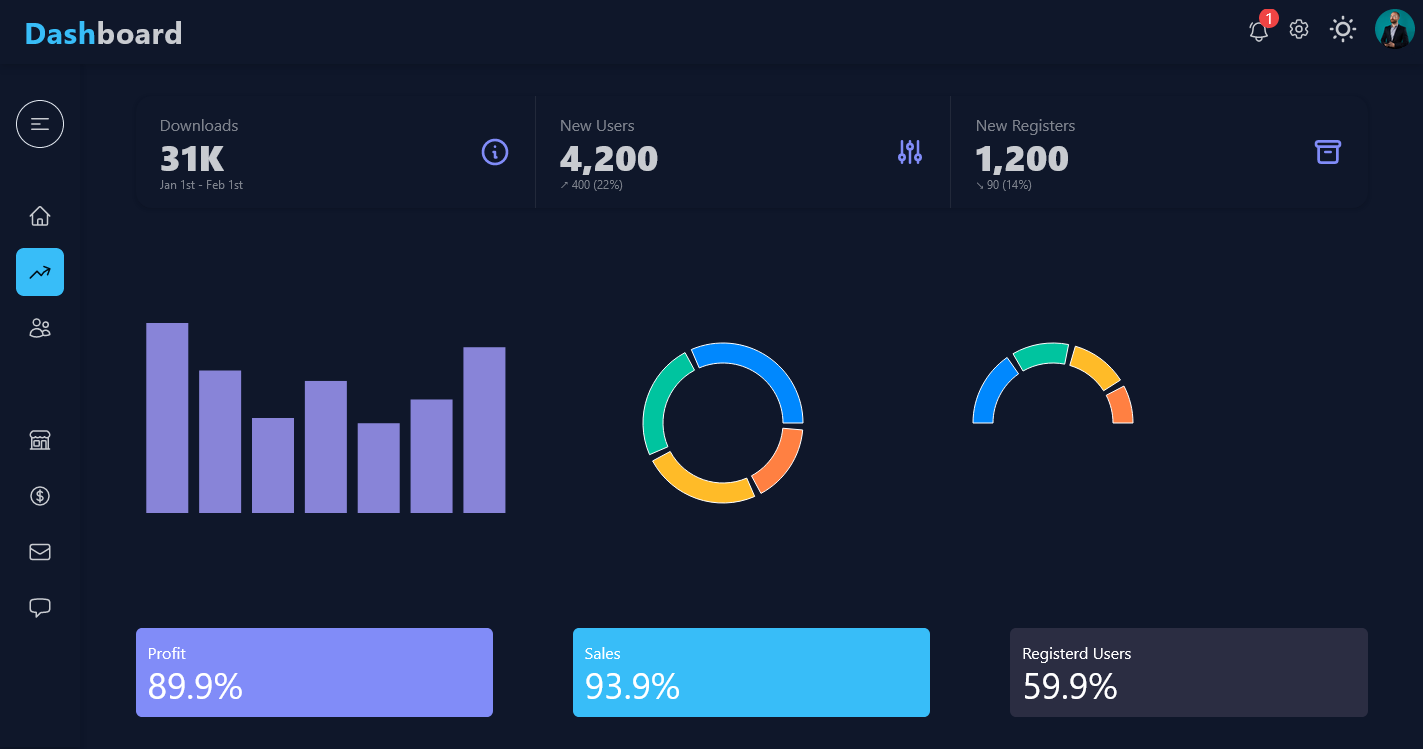 Dashboard
1
Downloads
31K
Jan 1st - Feb 1st
New Users
4,200
↗︎ 400 (22%)
New Registers
1,200
↘︎ 90 (14%)
Profit
89.9%
Sales
93.9%
Registerd Users
59.9%